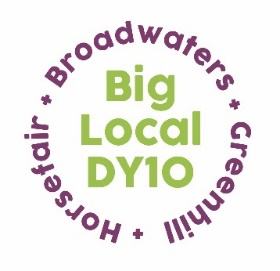 Broadwaters + Greenhill + Horsefair +
Big
Local
DY10